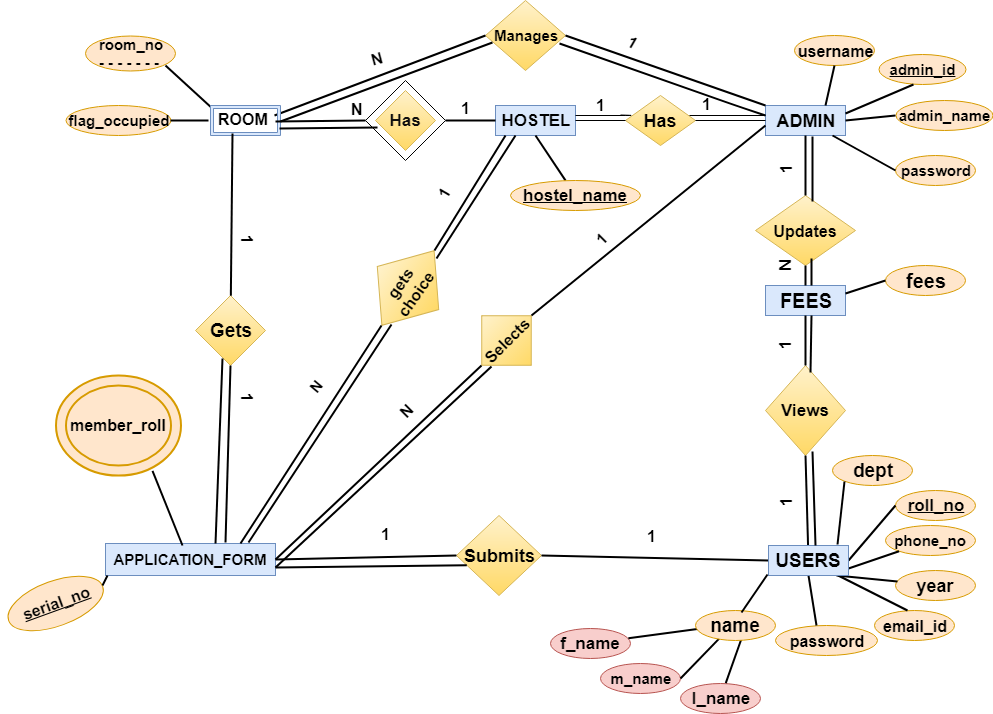 Manages
room_no
- - - - - - -
N
1
username
admin_id
flag_occupied
ROOM
N
Has
1
HOSTEL
1
Has
1
ADMIN
admin_name
password
1
1
hostel_name
1
1
Updates
N
gets
choice
FEES
fees
Gets
Selects
1
1
N
N
Views
member_roll
1
dept
roll_no
phone_no
APPLICATION_FORM
1
Submits
1
USERS
year
serial_no
name
email_id
f_name
password
m_name
l_name